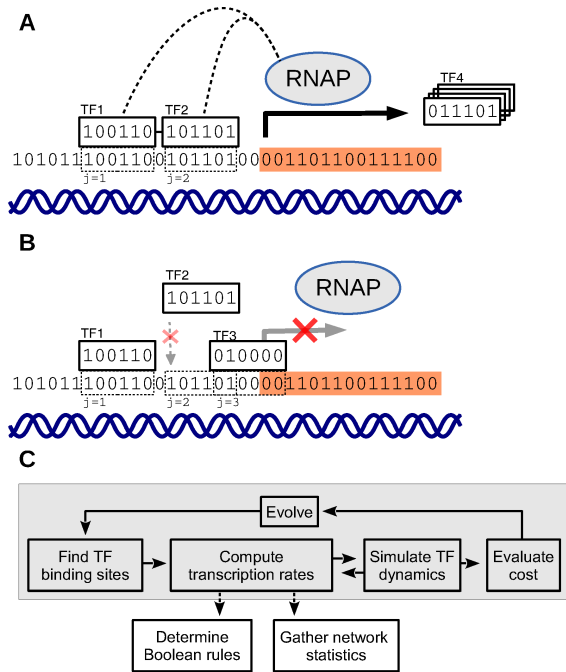 A
RNAP
TF4
011101
TF1
TF2
100110
101101
101011100110010110100001101100111100
j=1
j=2
B
TF2
101101
RNAP
TF1
TF3
100110
010000
101011100110010110100001101100111100
j=1
j=2
j=3
C
Evolve
Find TF
binding sites
Compute
transcription rates
Simulate TF
dynamics
Evaluate
cost
Determine
Boolean rules
Gather network
statistics